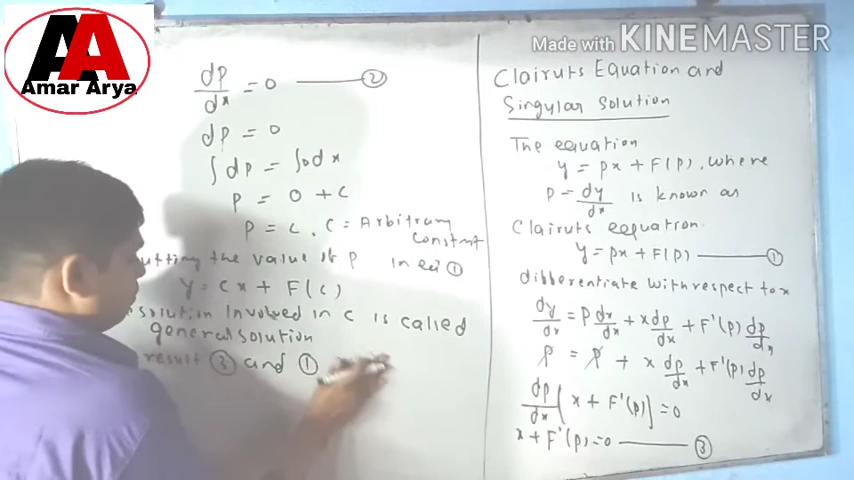 Made with KINEMASTER
AA
Amar Arya
dp/dx = 0 ——— ②
dp = 0
∫dp = ∫0dx
P = 0 + C
P = C, C = Arbitrary
constant
utting the value of P in eq ①
y = cx + F(c)
solution involved in C is called
general solution
result ③ and ①
Clairuts Equation and
Singular Solution
The equation
y = px + F(p), where
p = dy/dx is known as
Clairuts equation.
y = px + F(p) ——— ①
differentiate with respect to x
dy/dx = P dx/dx + x dp/dx + F'(p) dp/dx
p = p + x dp/dx + F'(p) dp/dx
dp/dx [x + F'(p)] = 0
x + F'(p) = 0 ——— ③